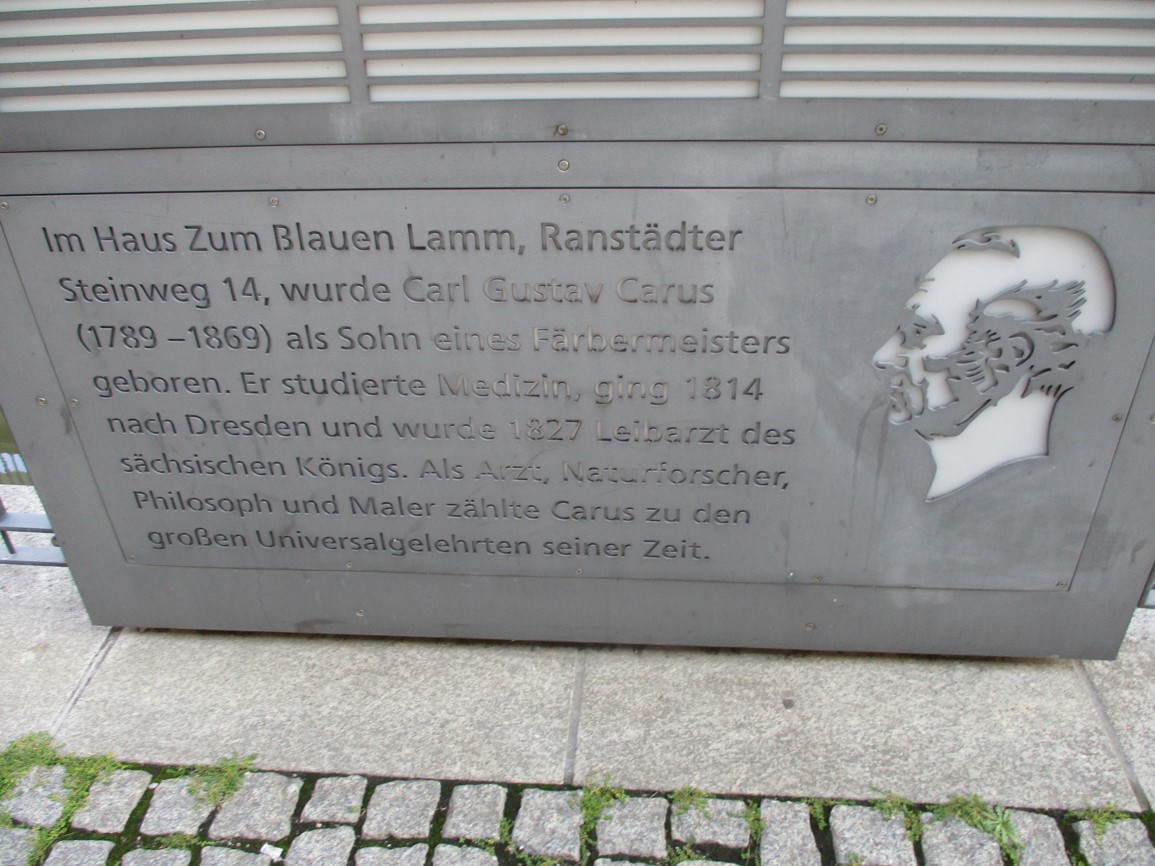 Im Haus Zum Blauen Lamm, Ranstädter
Steinweg 14, wurde Carl Gustav Carus
(1789 – 1869) als Sohn eines Färbermeisters
geboren. Er studierte Medizin, ging 1814
nach Dresden und wurde 1827 Leibarzt des
sächsischen Königs. Als Arzt, Naturforscher,
Philosoph und Maler zählte Carus zu den
großen Universalgelehrten seiner Zeit.